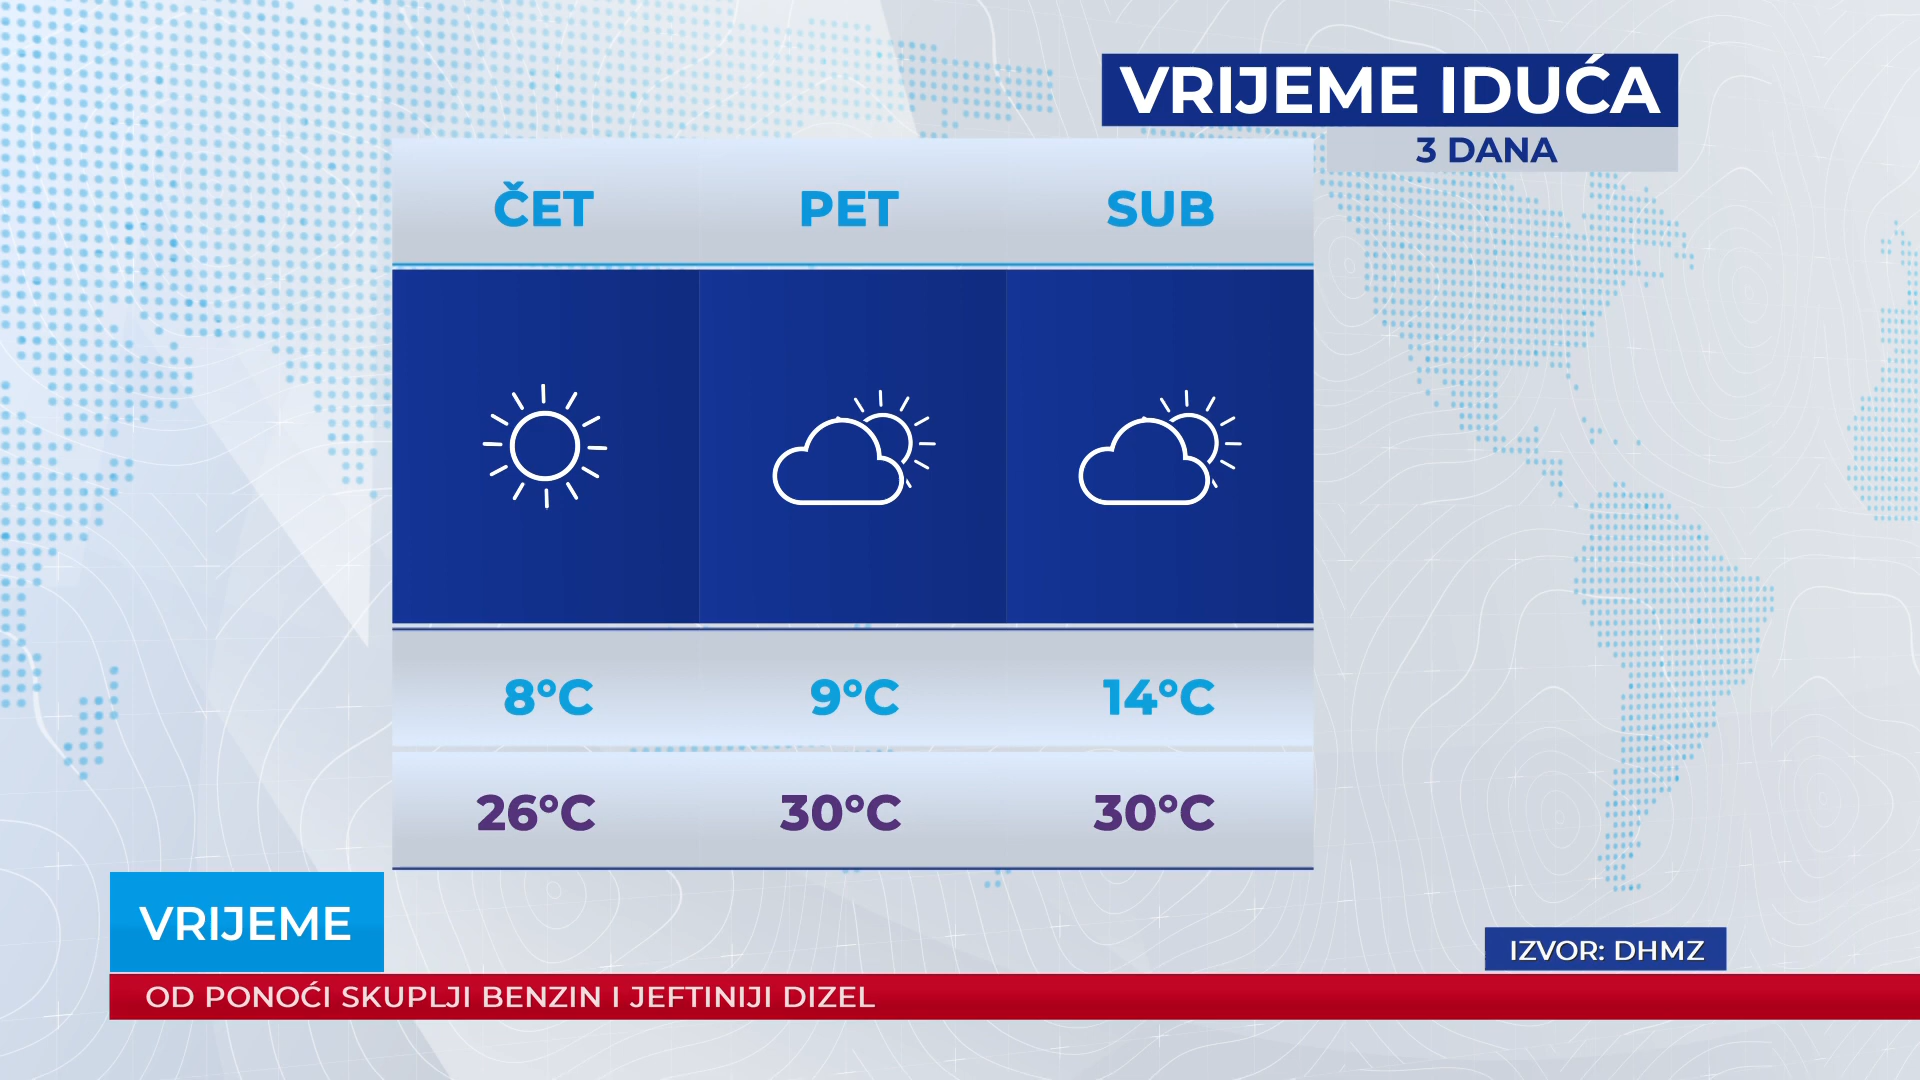 VRIJEME IDUĆA
3 DANA
ČET PET SUB
8°C 9°C 14°C
26°C 30°C 30°C
VRIJEME
IZVOR: DHMZ
OD PONOĆI SKUPLJI BENZIN I JEFTINIJI DIZEL